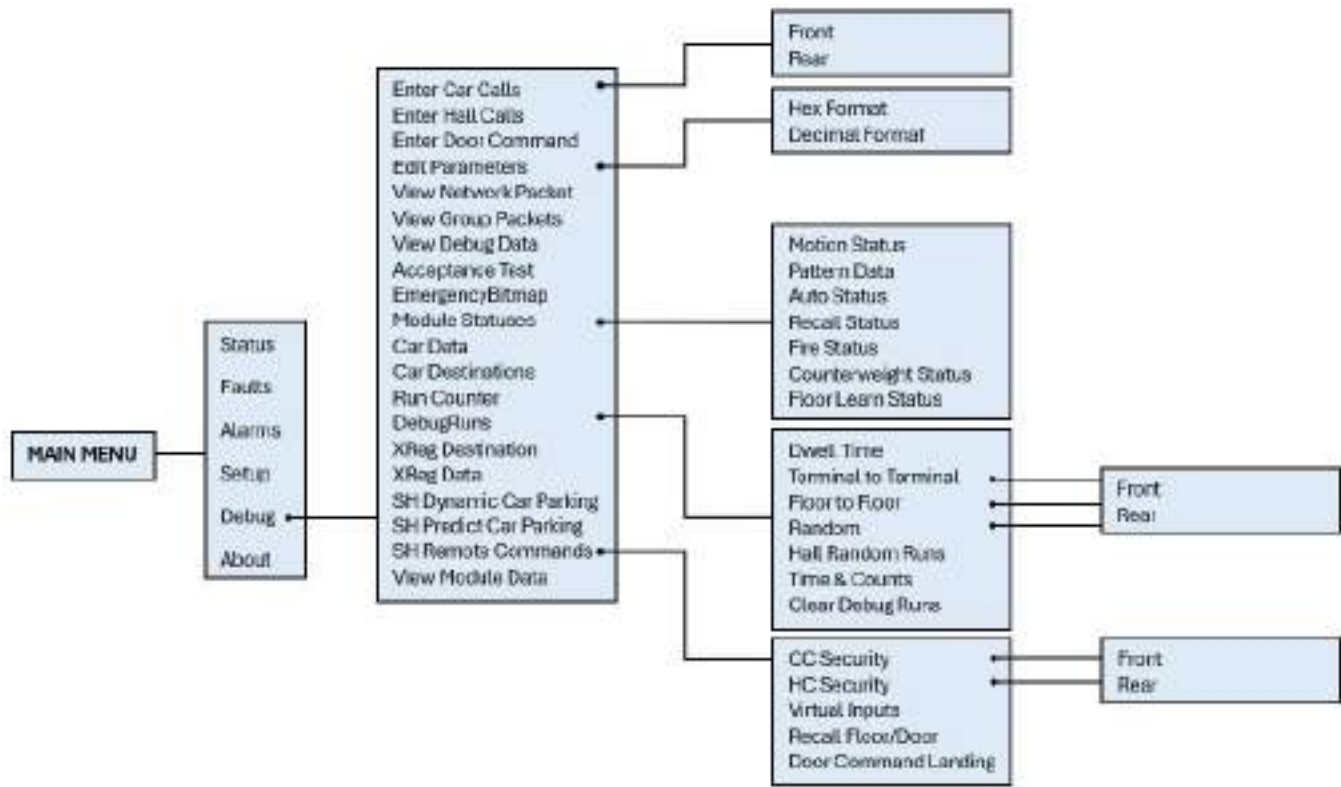 MAIN MENU
Status
Faults
Alarms
Setup
Debug
About
Enter Car Calls
Enter Hall Calls
Enter Door Command
Edit Parameters
View Network Packet
View Group Packets
View Debug Data
Acceptance Test
EmergencyBitmap
Module Statuses
Car Data
Car Destinations
Run Counter
DebugRuns
XReg Destination
XReg Data
SH Dynamic Car Parking
SH Predict Car Parking
SH Remote Commands
View Module Data
Front
Rear
Hex Format
Decimal Format
Motion Status
Pattern Data
Auto Status
Recall Status
Fire Status
Counterweight Status
Floor Learn Status
Dwell Time
Terminal to Terminal
Floor to Floor
Random
Hall Random Runs
Time & Counts
Clear Debug Runs
Front
Rear
CC Security
HC Security
Virtual Inputs
Recall Floor/Door
Door Command Landing
Front
Rear